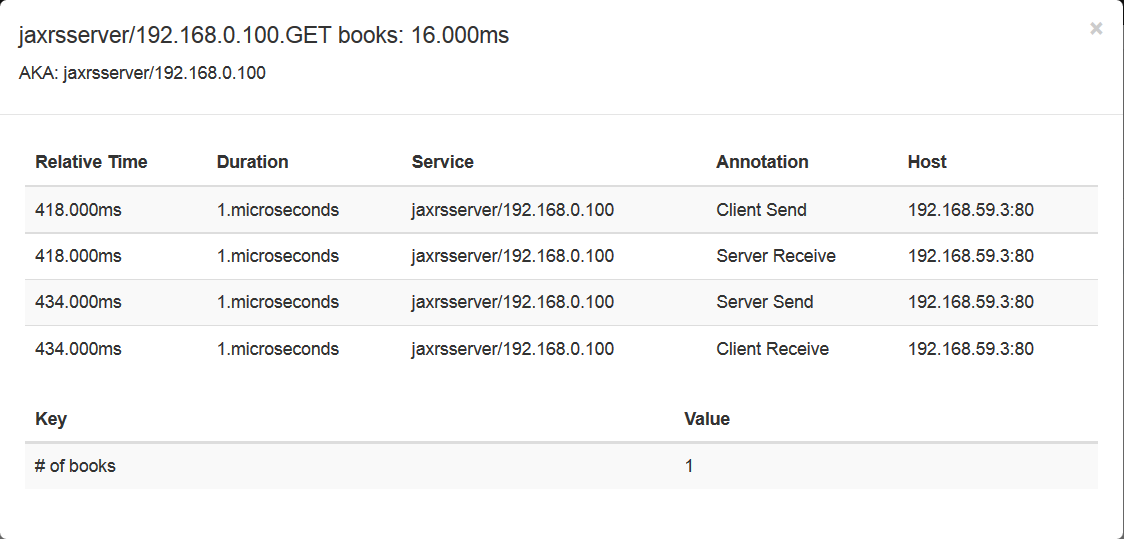 jaxrsserver/192.168.0.100.GET books: 16.000ms
×
AKA: jaxrsserver/192.168.0.100
Relative Time Duration Service Annotation Host
418.000ms 1.microseconds jaxrsserver/192.168.0.100 Client Send 192.168.59.3:80
418.000ms 1.microseconds jaxrsserver/192.168.0.100 Server Receive 192.168.59.3:80
434.000ms 1.microseconds jaxrsserver/192.168.0.100 Server Send 192.168.59.3:80
434.000ms 1.microseconds jaxrsserver/192.168.0.100 Client Receive 192.168.59.3:80
Key Value
# of books 1